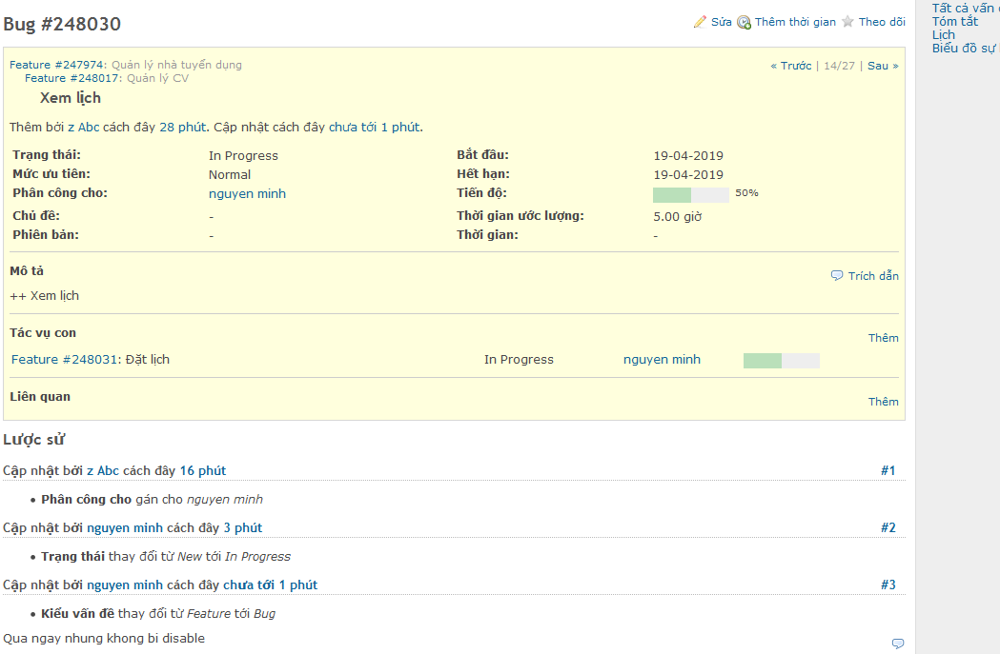 Bug #248030
Sửa Thêm thời gian Theo dõi
Feature #247974: Quản lý nhà tuyển dụng
« Trước | 14/27 | Sau »
Feature #248017: Quản lý CV
Xem lịch
Thêm bởi z Abc cách đây 28 phút. Cập nhật cách đây chưa tới 1 phút.
Trạng thái: In Progress Bắt đầu: 19-04-2019
Mức ưu tiên: Normal Hết hạn: 19-04-2019
Phân công cho: nguyen minh Tiến độ: 50%
Chủ đề: - Thời gian ước lượng: 5.00 giờ
Phiên bản: - Thời gian: -
Mô tả
Trích dẫn
++ Xem lịch
Tác vụ con
Thêm
Feature #248031: Đặt lịch In Progress nguyen minh
Liên quan
Thêm
Lược sử
Cập nhật bởi z Abc cách đây 16 phút #1
• Phân công cho gán cho nguyen minh
Cập nhật bởi nguyen minh cách đây 3 phút #2
• Trạng thái thay đổi từ New tới In Progress
Cập nhật bởi nguyen minh cách đây chưa tới 1 phút #3
• Kiểu vấn đề thay đổi từ Feature tới Bug
Qua ngay nhung khong bi disable
Tất cả vấn
Tóm tắt
Lịch
Biểu đồ sự